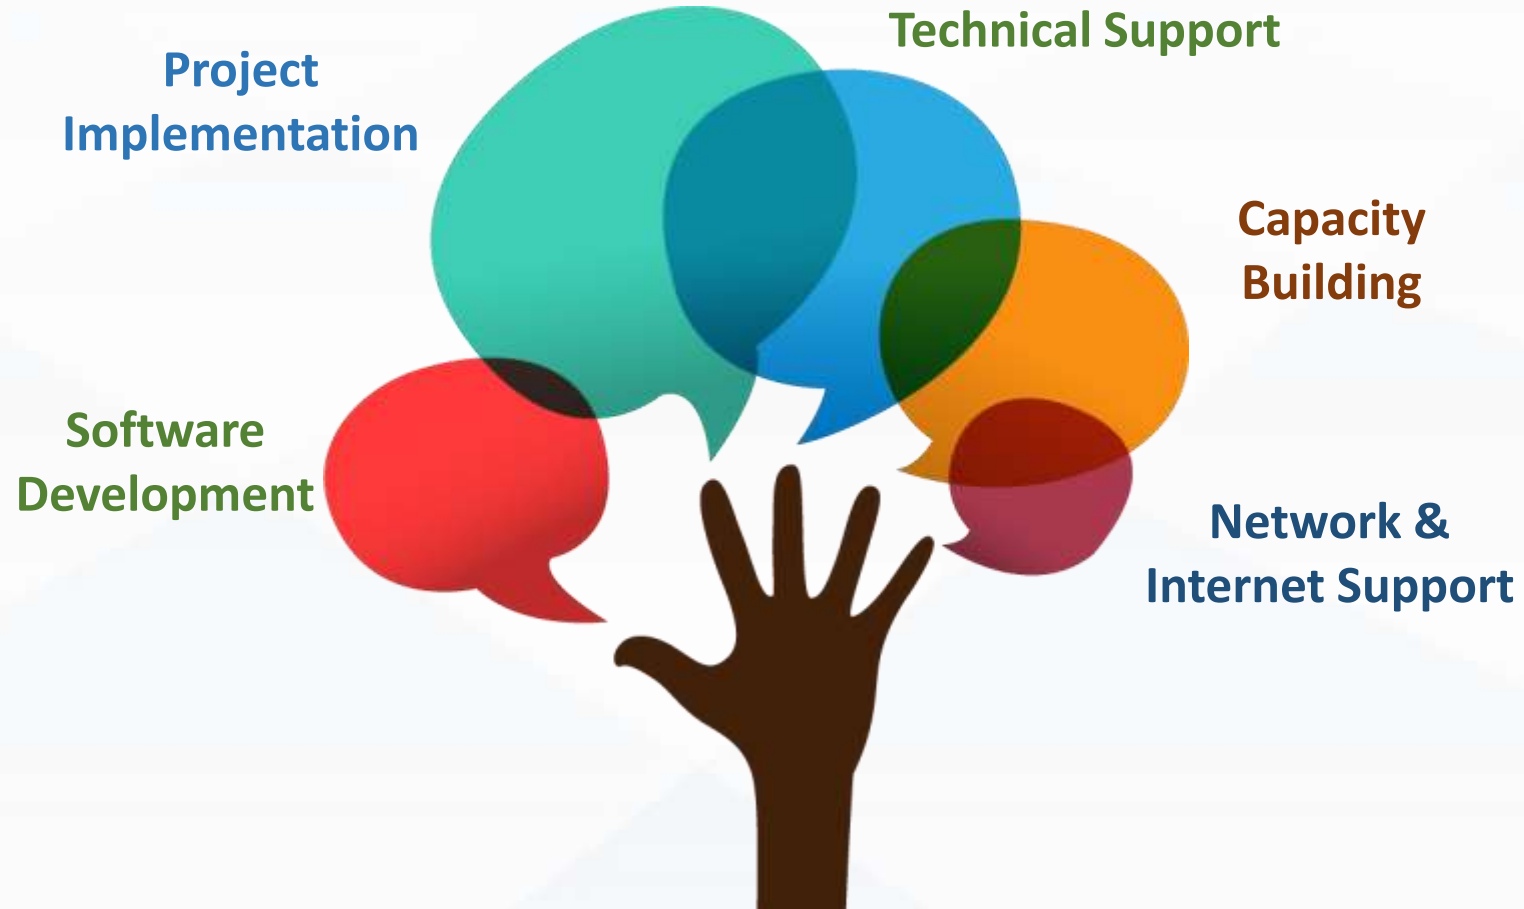 Technical Support
Project
Implementation
Capacity
Building
Software
Development
Network &
Internet Support